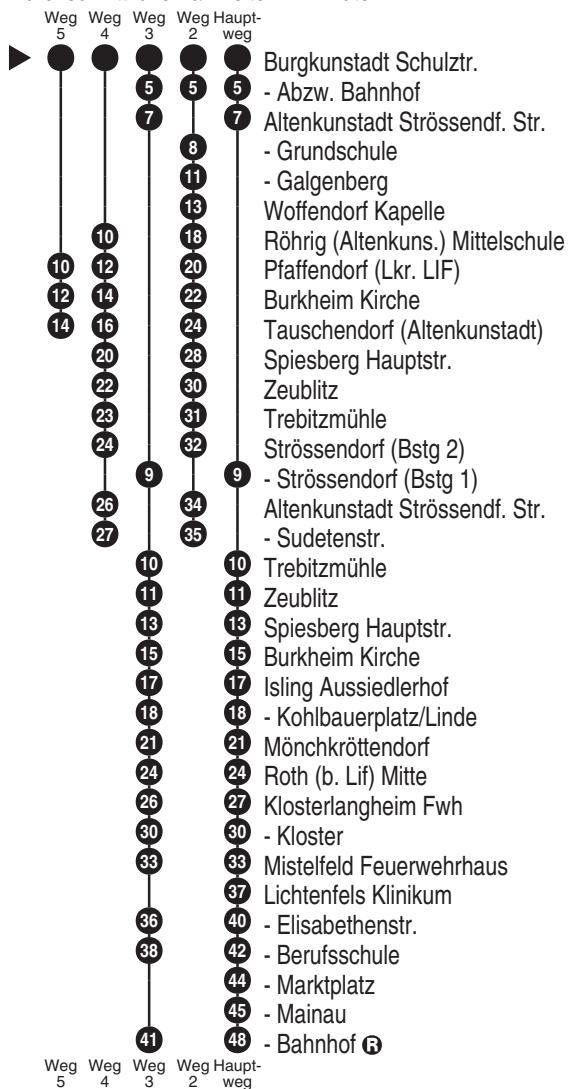 Weg Weg Weg Weg Haupt-
5 4 3 2 weg
Burgkunstadt Schulztr.
5 5 5 - Abzw. Bahnhof
7 7 Altenkunstadt Strössendf. Str.
8 - Grundschule
11 - Galgenberg
13 Woffendorf Kapelle
10 18 Röhrig (Altenkuns.) Mittelschule
10 12 20 Pfaffendorf (Lkr. LIF)
12 14 22 Burkheim Kirche
14 16 24 Tauschendorf (Altenkunstadt)
20 28 Spiesberg Hauptstr.
22 30 Zeublitz
23 31 Trebitzmühle
24 32 Strössendorf (Bstg 2)
9 9 - Strössendorf (Bstg 1)
26 34 Altenkunstadt Strössendf. Str.
27 35 - Sudetenstr.
10 10 Trebitzmühle
11 11 Zeublitz
13 13 Spiesberg Hauptstr.
15 15 Burkheim Kirche
17 17 Isling Aussiedlerhof
18 18 - Kohlbauerplatz/Linde
21 21 Mönchkröttendorf
24 24 Roth (b. Lif) Mitte
26 27 Klosterlangheim Fwh
30 30 - Kloster
33 33 Mistelfeld Feuerwehrhaus
37 Lichtenfels Klinikum
36 40 - Elisabethenstr.
38 42 - Berufsschule
44 - Marktplatz
45 - Mainau
41 48 - Bahnhof R
Weg Weg Weg Weg Haupt-
5 4 3 2 weg